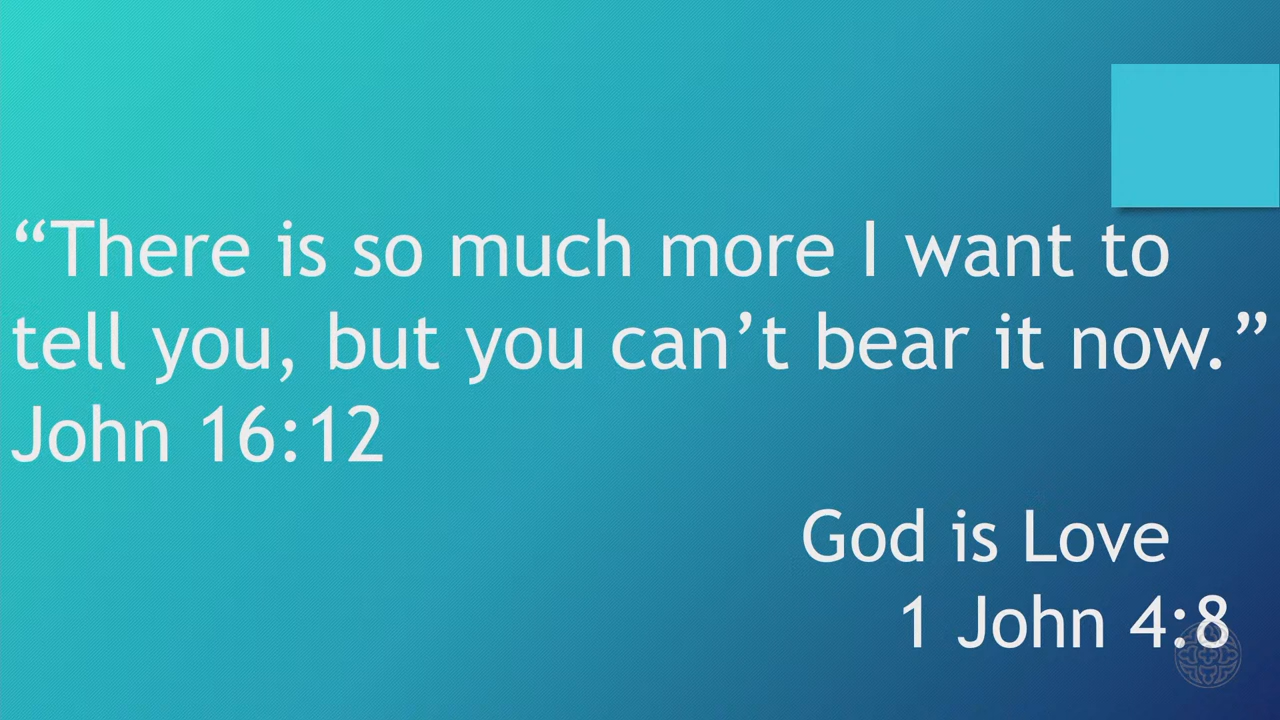 “There is so much more I want to
tell you, but you can’t bear it now.”
John 16:12
God is Love
1 John 4:8